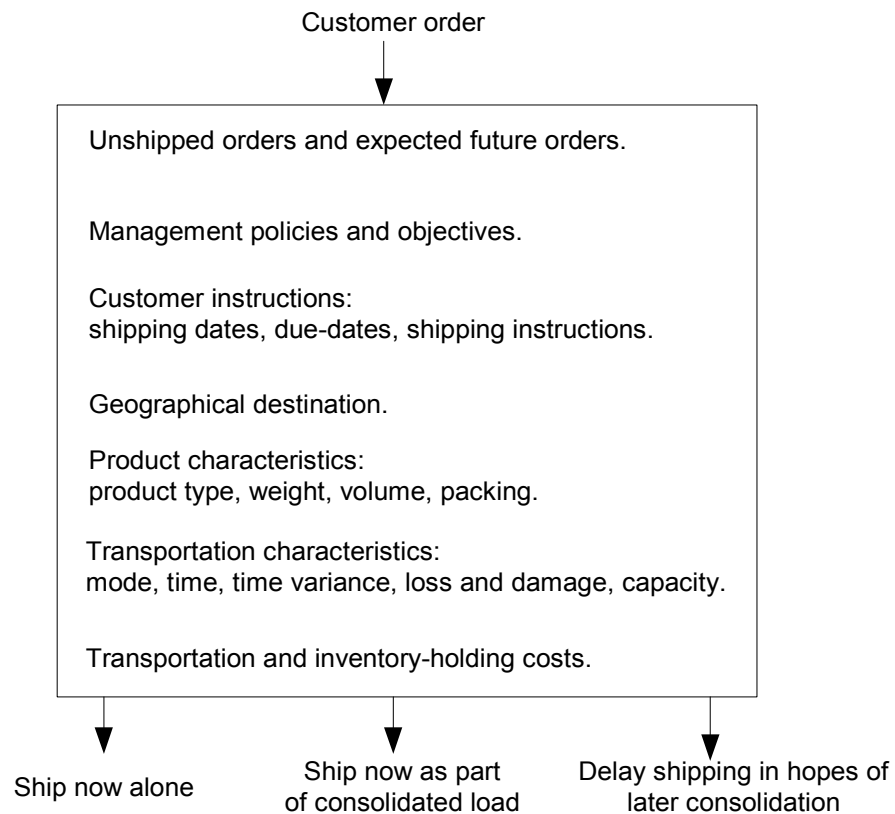 Customer order
Unshipped orders and expected future orders.
Management policies and objectives.
Customer instructions:
shipping dates, due-dates, shipping instructions.
Geographical destination.
Product characteristics:
product type, weight, volume, packing.
Transportation characteristics:
mode, time, time variance, loss and damage, capacity.
Transportation and inventory-holding costs.
Ship now alone
Ship now as part
of consolidated load
Delay shipping in hopes of
later consolidation